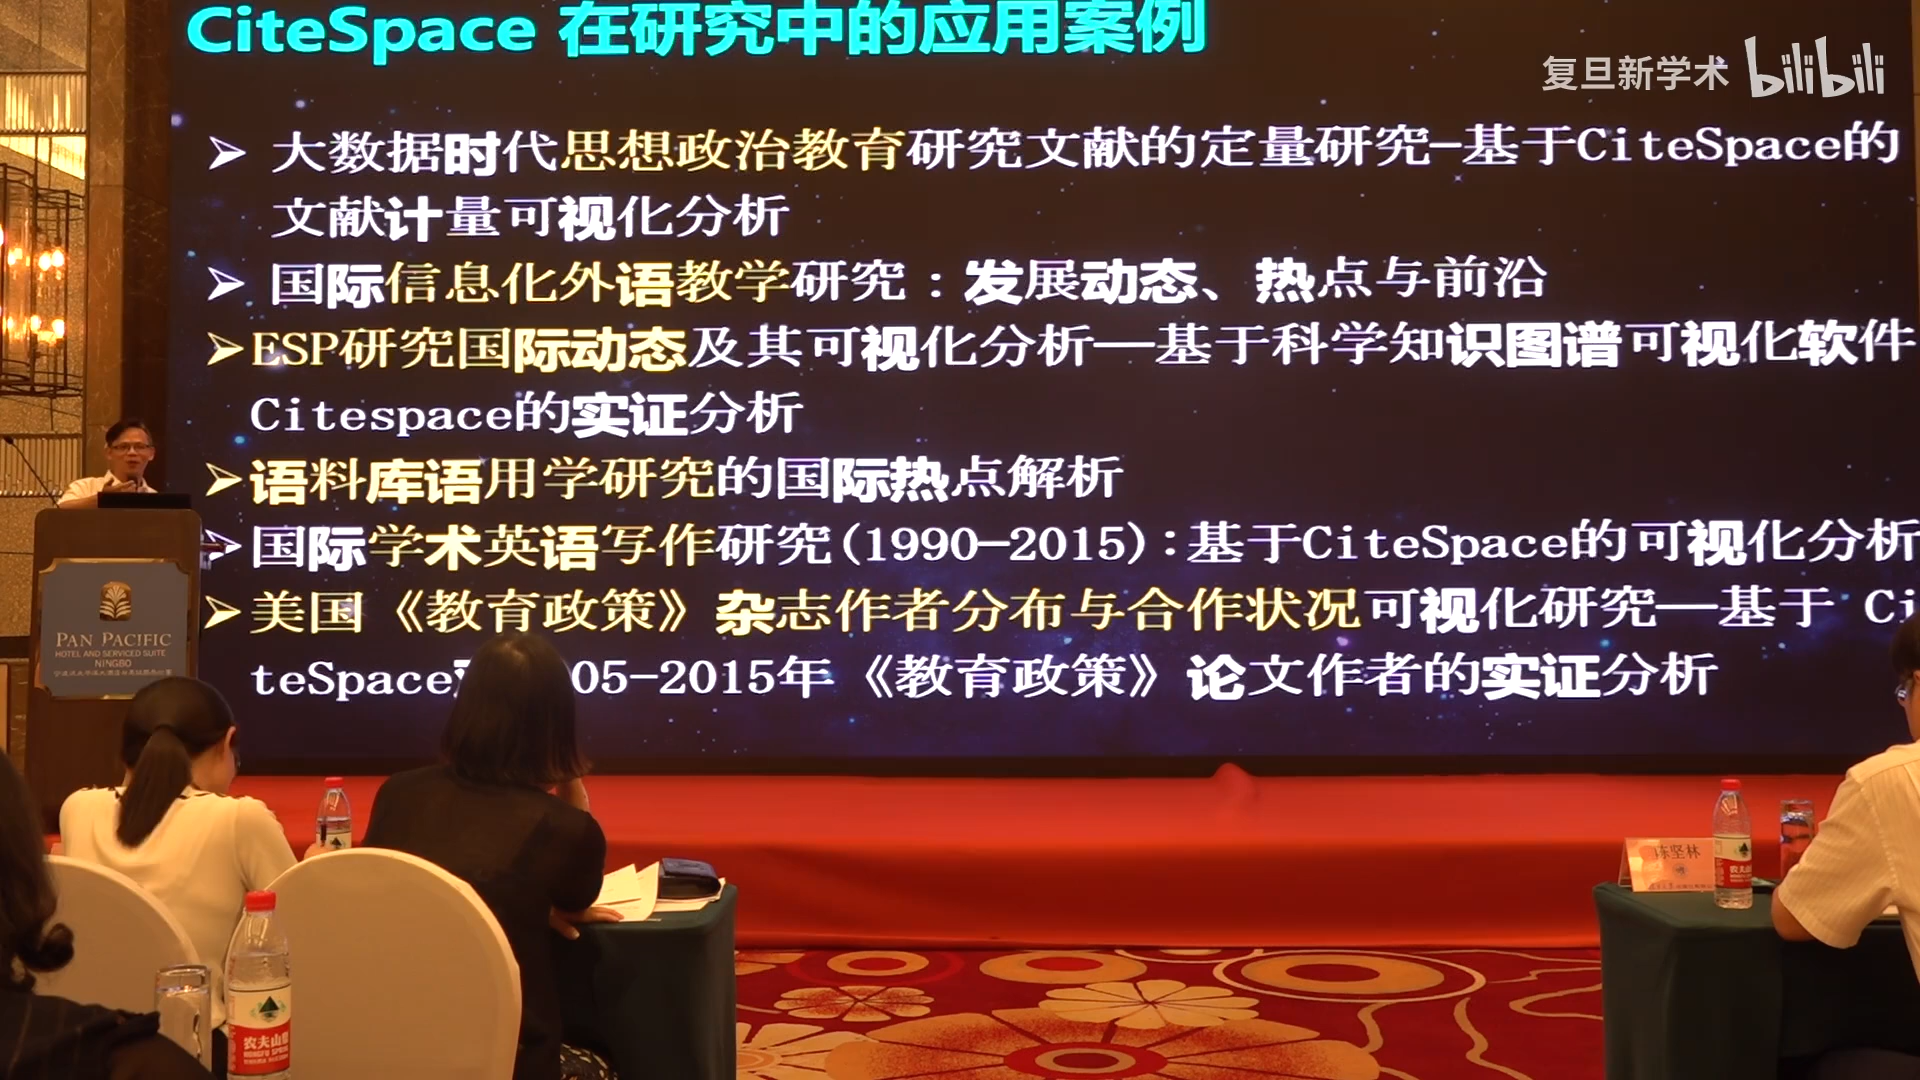 CiteSpace 在研究中的应用案例
复旦新学术 bilibili
➢ 大数据时代思想政治教育研究文献的定量研究—基于CiteSpace的
文献计量可视化分析
➢ 国际信息化外语教学研究：发展动态、热点与前沿
➢ESP研究国际动态及其可视化分析——基于科学知识图谱可视化软件
Citespace的实证分析
➢语料库语用学研究的国际热点解析
➢国际学术英语写作研究(1990—2015):基于CiteSpace的可视化分析
➢美国《教育政策》杂志作者分布与合作状况可视化研究——基于 Ci
teSpace 05-2015年《教育政策》论文作者的实证分析
PAN PACIFIC
HOTEL AND SERVICED SUITE
NINGBO
陈坚林
农夫山泉
农夫山泉
NONGFU SPRING